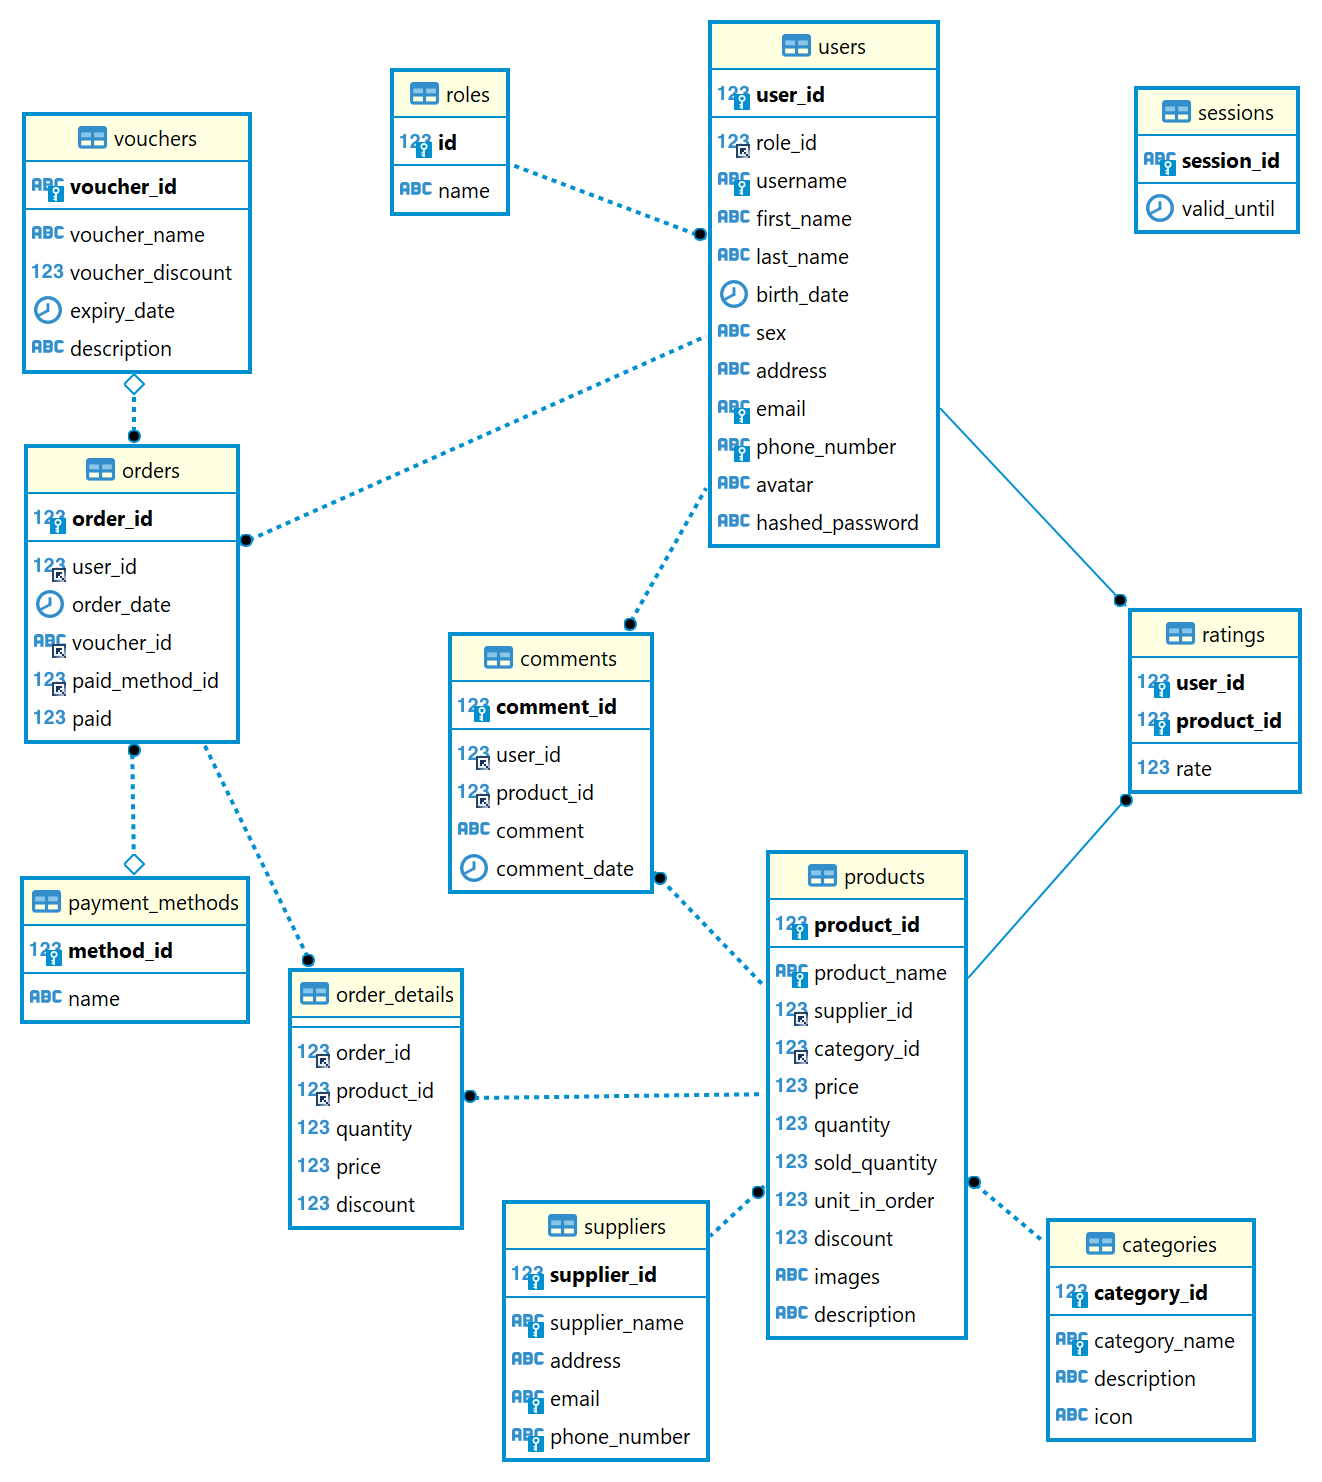 users
123 user_id
123 role_id
ABC username
ABC first_name
ABC last_name
birth_date
ABC sex
ABC address
ABC email
ABC phone_number
ABC avatar
ABC hashed_password
roles
123 id
ABC name
sessions
ABC session_id
valid_until
vouchers
ABC voucher_id
ABC voucher_name
123 voucher_discount
expiry_date
ABC description
orders
123 order_id
123 user_id
order_date
ABC voucher_id
123 paid_method_id
123 paid
comments
123 comment_id
123 user_id
123 product_id
ABC comment
comment_date
ratings
123 user_id
123 product_id
123 rate
payment_methods
123 method_id
ABC name
order_details
123 order_id
123 product_id
123 quantity
123 price
123 discount
products
123 product_id
ABC product_name
123 supplier_id
123 category_id
123 price
123 quantity
123 sold_quantity
123 unit_in_order
123 discount
ABC images
ABC description
suppliers
123 supplier_id
ABC supplier_name
ABC address
ABC email
ABC phone_number
categories
123 category_id
ABC category_name
ABC description
ABC icon